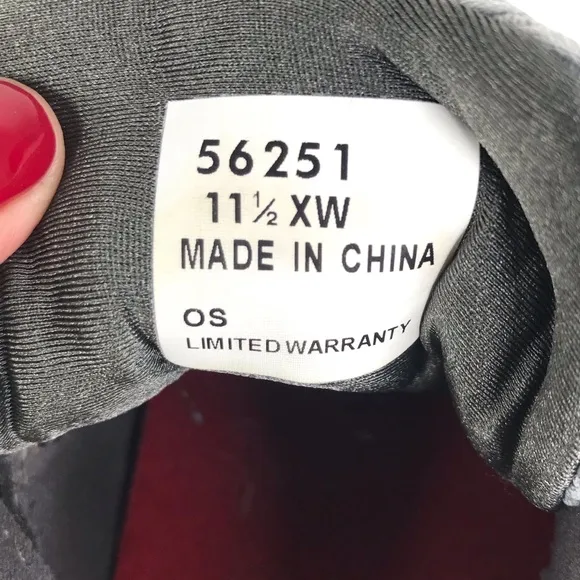 56251
11½ XW
MADE IN CHINA
OS
LIMITED WARRANTY